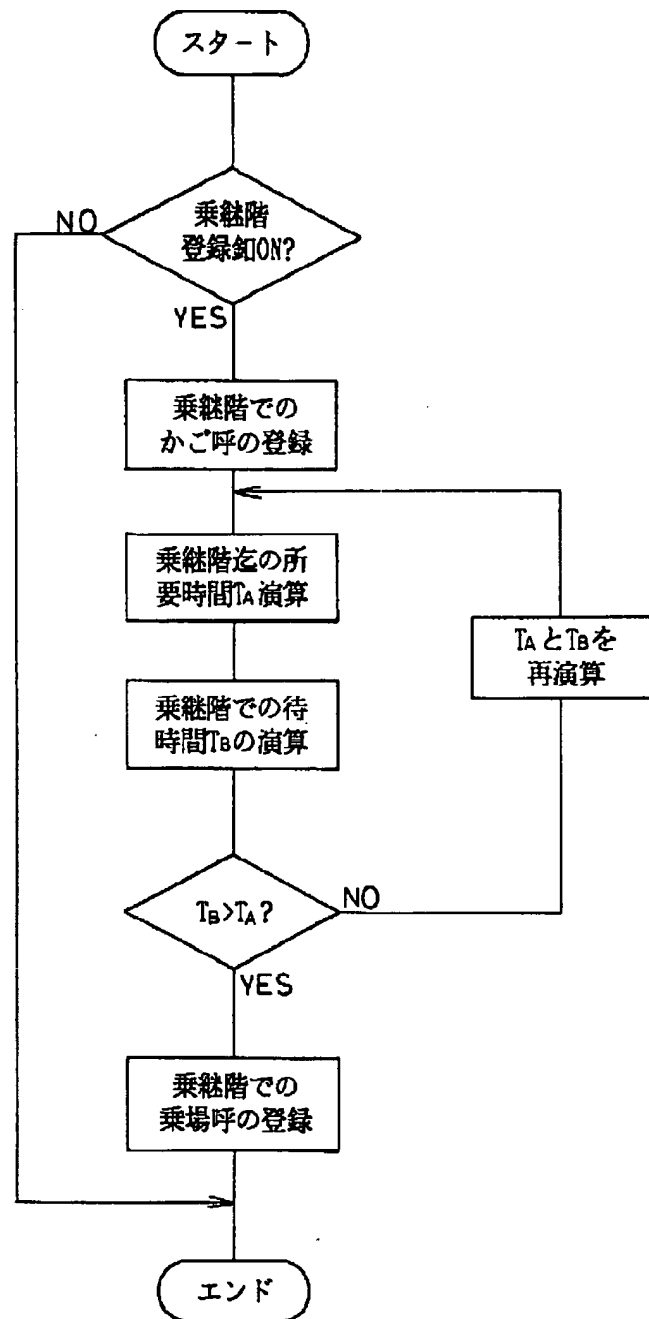 スタート
乗継階
登録釦ON?
NO
YES
乗継階での
かご呼の登録
乗継階迄の所
要時間TA演算
TAとTBを
再演算
乗継階での待
時間TBの演算
TB>TA?
NO
YES
乗継階での
乗場呼の登録
エンド